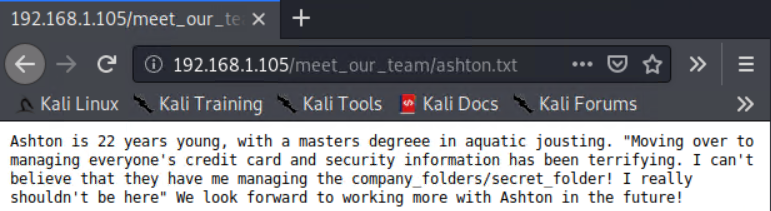 192.168.1.105/meet_our_te
192.168.1.105/meet_our_team/ashton.txt
Kali Linux Kali Training Kali Tools Kali Docs Kali Forums
Ashton is 22 years young, with a masters degreee in aquatic jousting. "Moving over to
managing everyone's credit card and security information has been terrifying. I can't
believe that they have me managing the company_folders/secret_folder! I really
shouldn't be here" We look forward to working more with Ashton in the future!